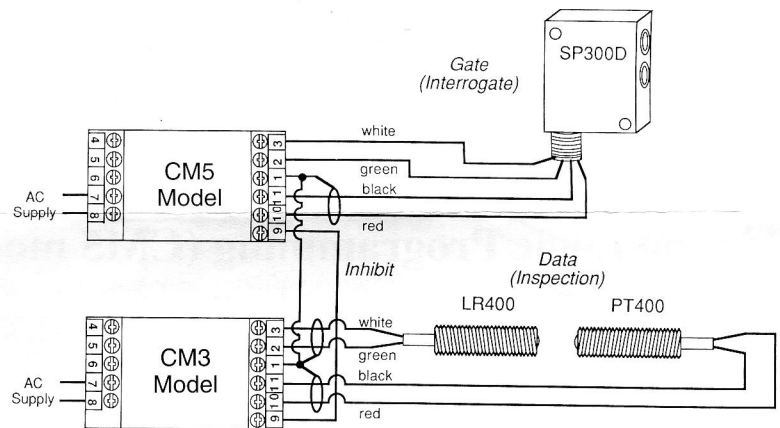 Gate
(Interrogate)
SP300D
CM5
Model
4
5
6
7
8
3
2
1
11
10
9
AC
Supply
white
green
black
red
Inhibit
Data
(Inspection)
LR400
PT400
CM3
Model
4
5
6
7
8
3
2
1
11
10
9
AC
Supply
white
green
black
red